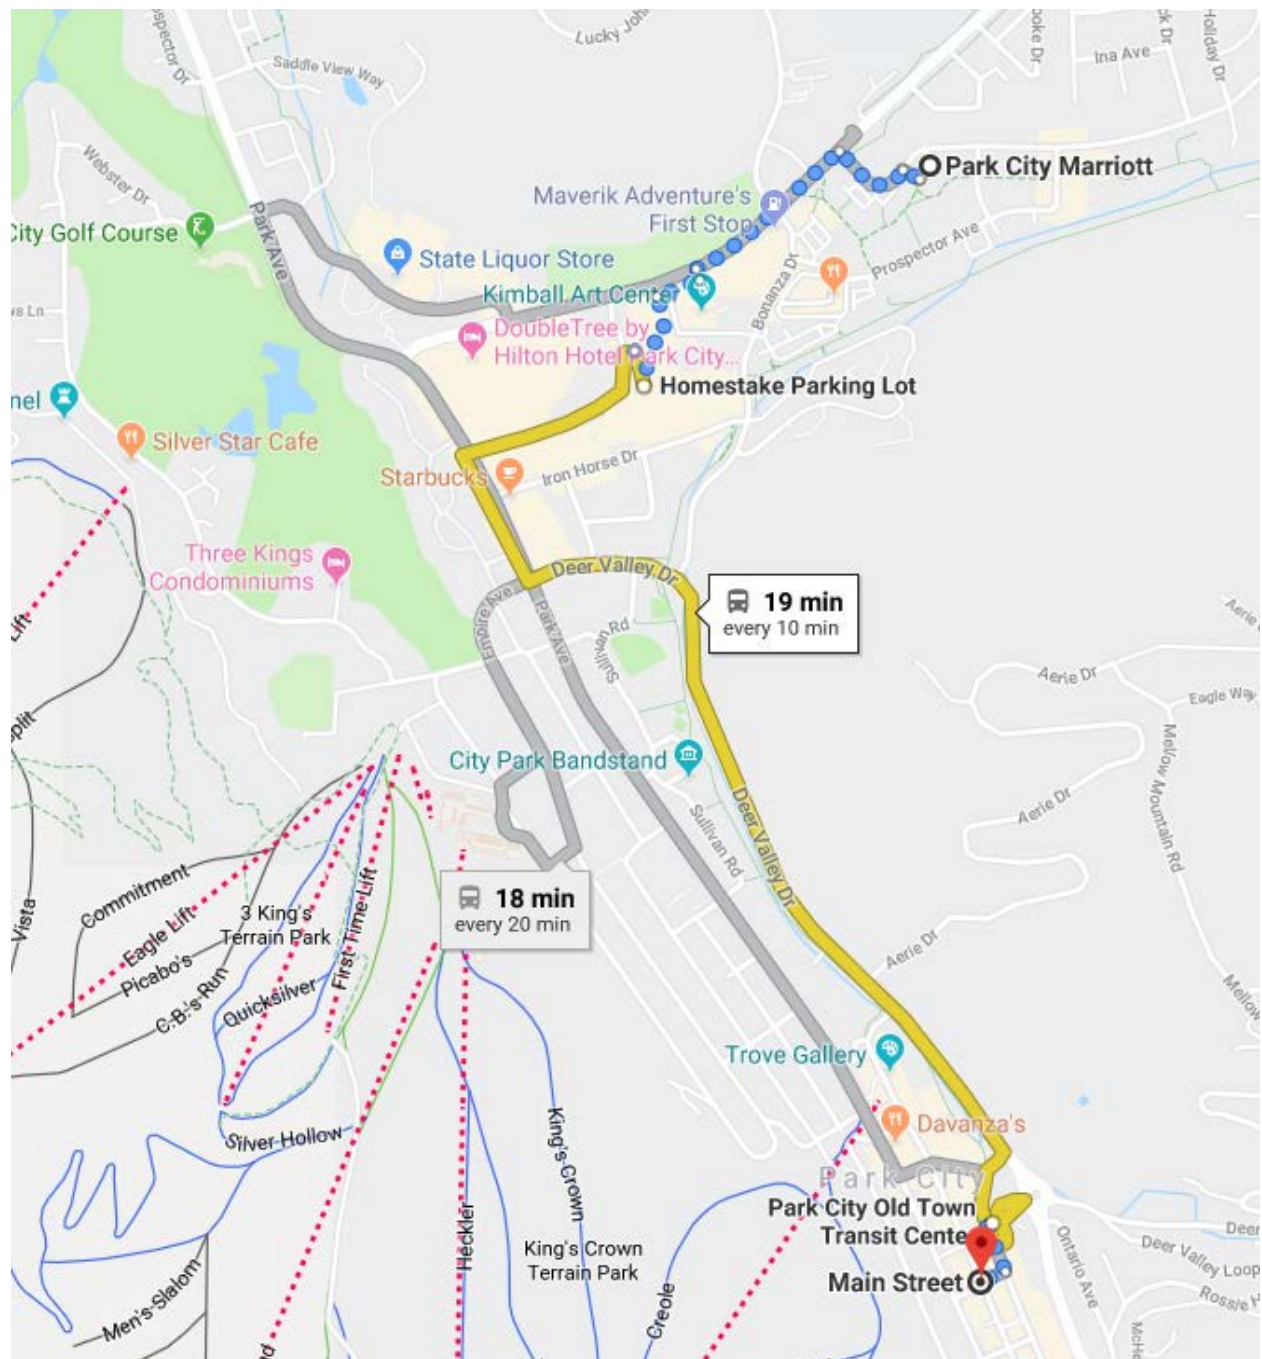 Lucky John
Prospector Dr
Saddle View Way
Ina Ave
Holiday Dr
Webster Dr
Park City Marriott
Maverik Adventure's
First Stop
City Golf Course
Park Ave
State Liquor Store
Prospector Ave
Bonanza Dr
Kimball Art Center
DoubleTree by
Hilton Hotel Park City...
Homestake Parking Lot
Silver Star Cafe
Starbucks
Iron Horse Dr
Three Kings
Condominiums
Deer Valley Dr
19 min
every 10 min
Empire Ave
Park Ave
Sullivan Rd
Aerie Dr
Eagle Way
Mellow Mountain Rd
City Park Bandstand
Deer Valley Dr
Sullivan Rd
Aerie Dr
18 min
every 20 min
Commitment
Vista
Eagle Lift
3 King's
Terrain Park
First Time Lift
Picabo's
C.B.'s Run
Quicksilver
Aerie Dr
Mellow
Trove Gallery
Davanza's
Silver Hollow
King's Crown
Park City
Park City Old Town
Transit Cente
Main Street
Heckler
King's Crown
Terrain Park
Creole
Men's Slalom
Ontario Ave
Deer
Deer Valley Loop
Rossie H